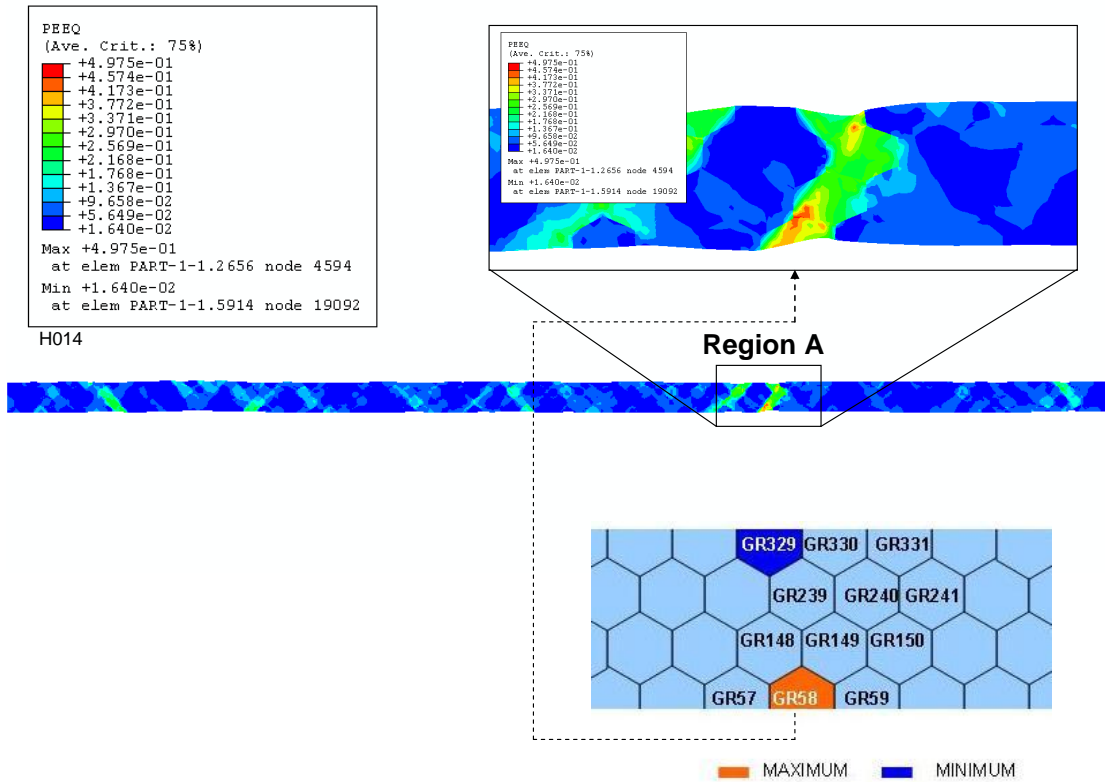 PEEQ
(Ave. Crit.: 75%)
+4.975e-01
+4.574e-01
+4.173e-01
+3.772e-01
+3.371e-01
+2.970e-01
+2.569e-01
+2.168e-01
+1.768e-01
+1.367e-01
+9.658e-02
+5.649e-02
+1.640e-02
Max +4.975e-01
at elem PART-1-1.2656 node 4594
Min +1.640e-02
at elem PART-1-1.5914 node 19092
H014
PEEQ
(Ave. Crit.: 75%)
+4.975e-01
+4.574e-01
+4.173e-01
+3.772e-01
+3.371e-01
+2.970e-01
+2.569e-01
+2.168e-01
+1.768e-01
+1.367e-01
+9.658e-02
+5.649e-02
+1.640e-02
Max +4.975e-01
at elem PART-1-1.2656 node 4594
Min +1.640e-02
at elem PART-1-1.5914 node 19092
Region A
GR329 GR330 GR331
GR239 GR240 GR241
GR148 GR149 GR150
GR57 GR58 GR59
MAXIMUM MINIMUM